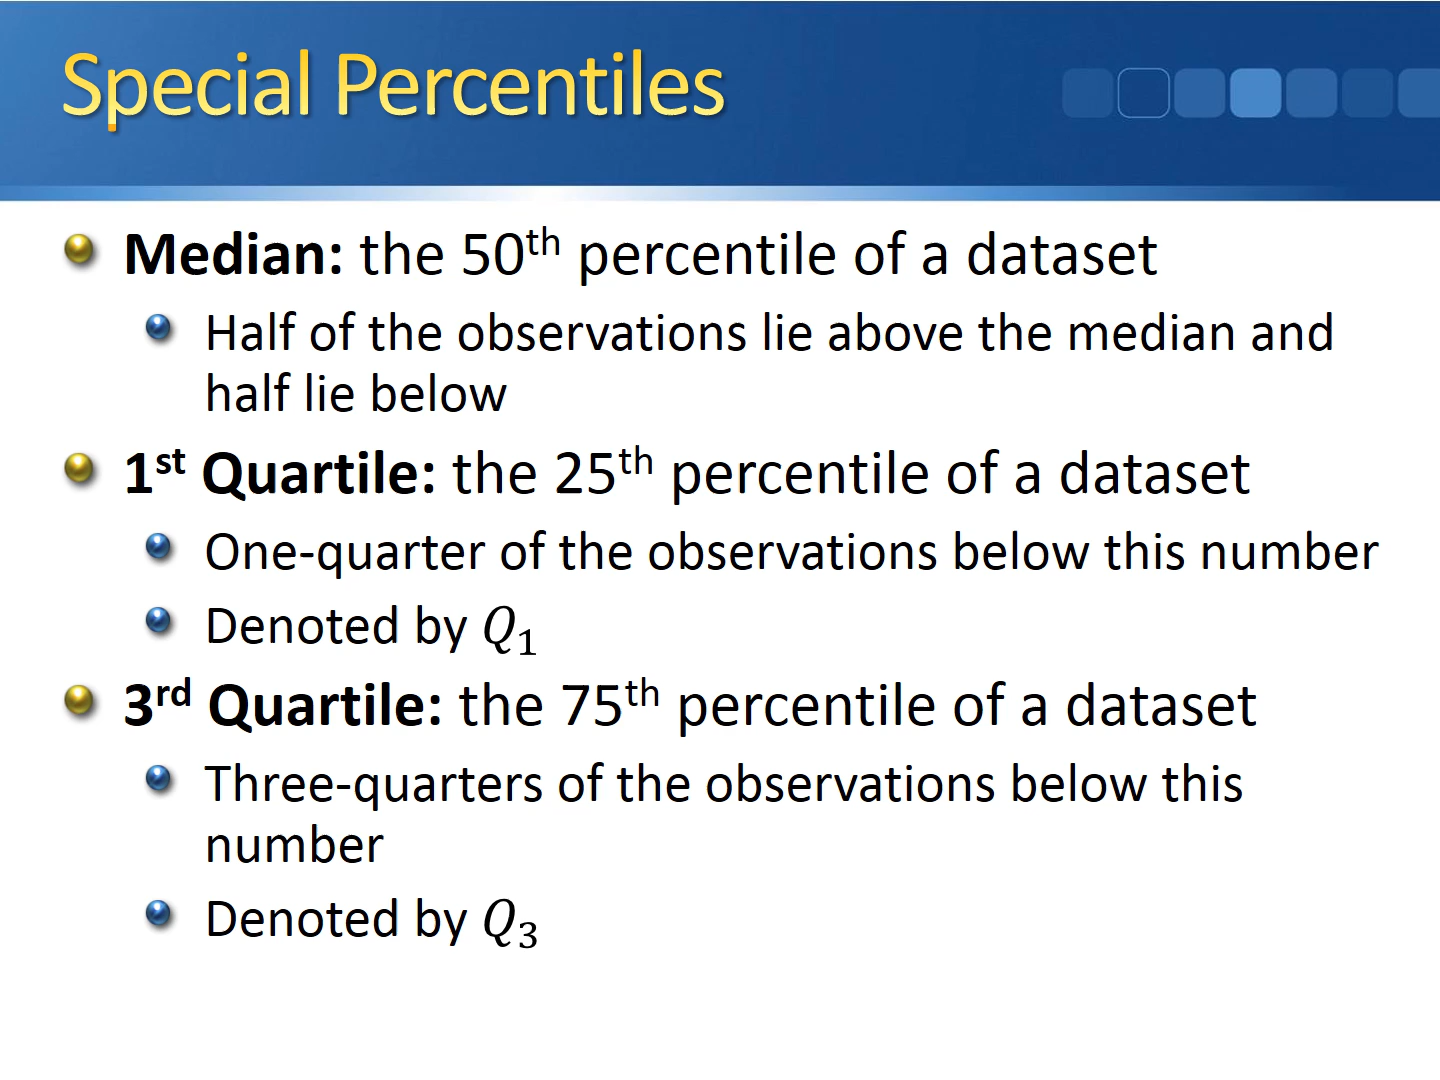 Special Percentiles
Median: the 50th percentile of a dataset
Half of the observations lie above the median and
half lie below
1st Quartile: the 25th percentile of a dataset
One-quarter of the observations below this number
Denoted by Q1
3rd Quartile: the 75th percentile of a dataset
Three-quarters of the observations below this
number
Denoted by Q3